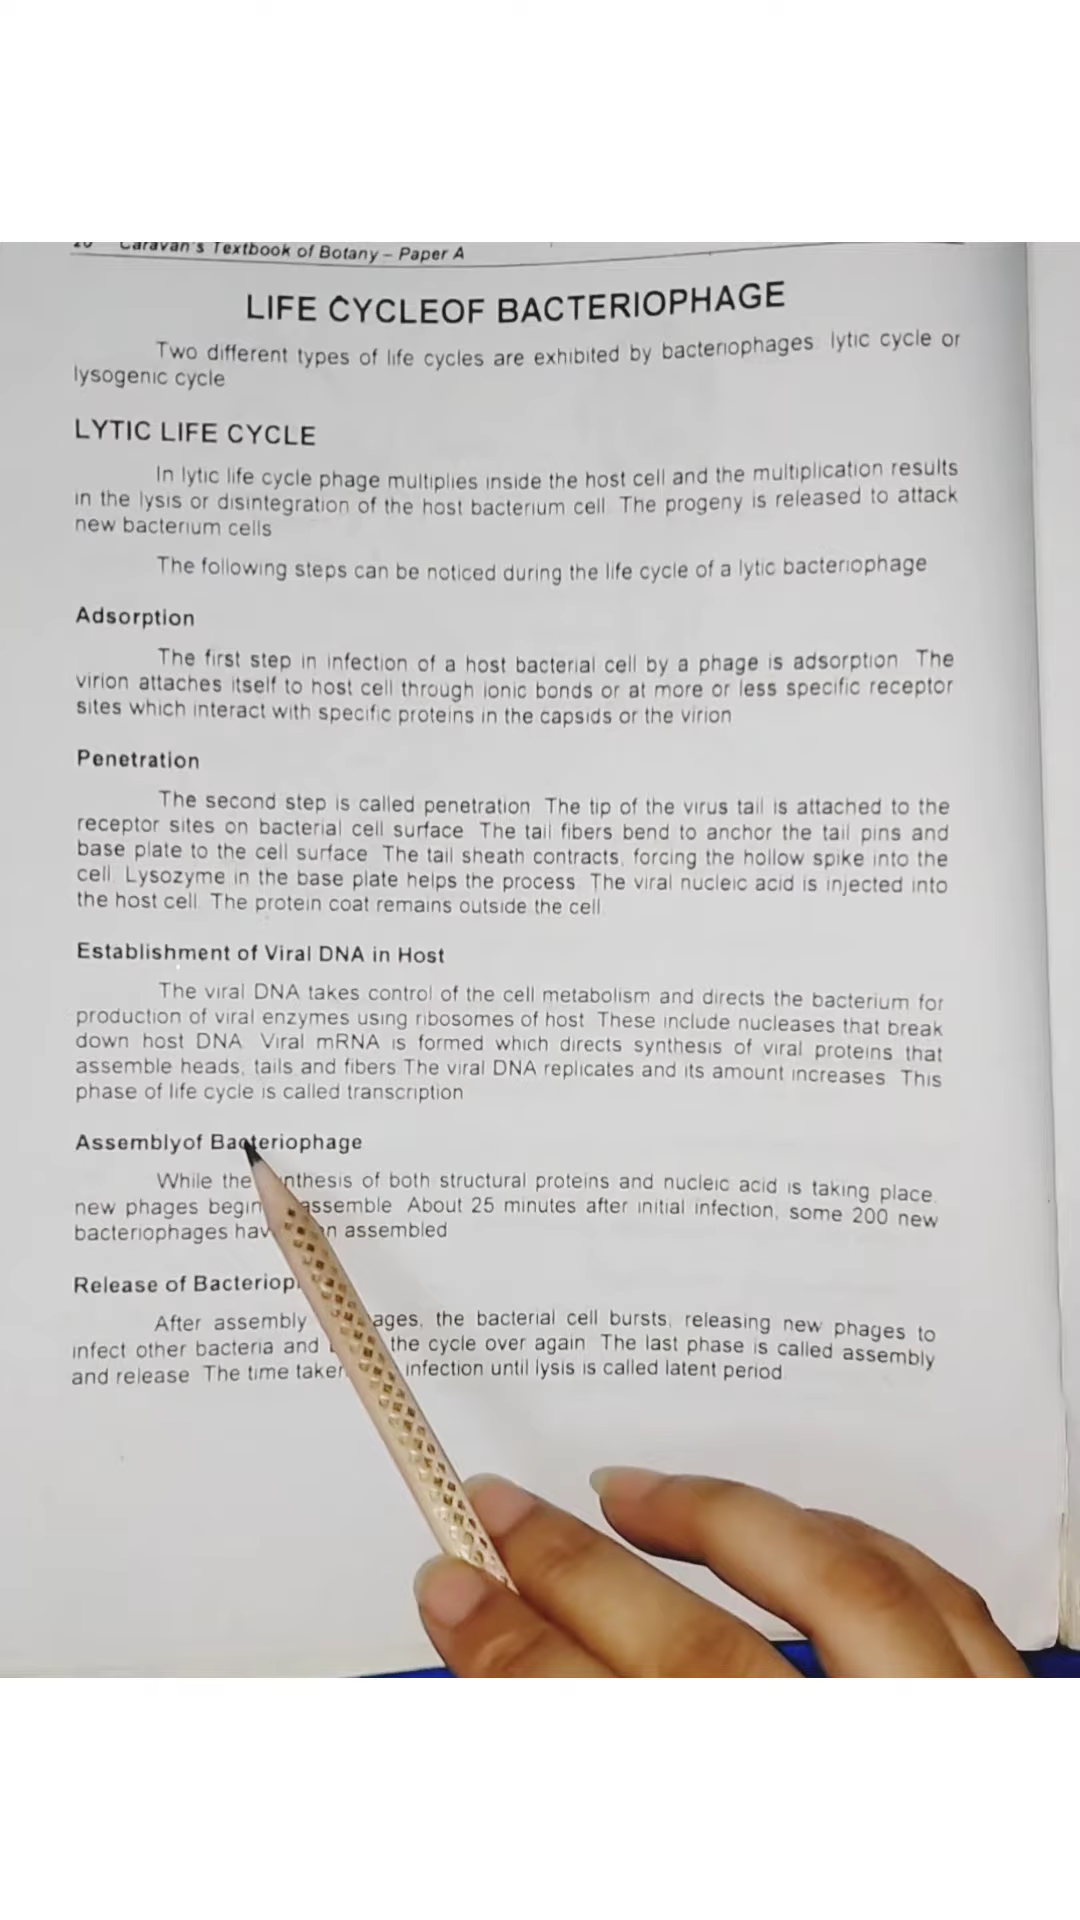 Caravan's Textbook of Botany – Paper A
LIFE CYCLEOF BACTERIOPHAGE
Two different types of life cycles are exhibited by bacteriophages lytic cycle or
lysogenic cycle
LYTIC LIFE CYCLE
In lytic life cycle phage multiplies inside the host cell and the multiplication results
in the lysis or disintegration of the host bacterium cell. The progeny is released to attack
new bacterium cells
The following steps can be noticed during the life cycle of a lytic bacteriophage
Adsorption
The first step in infection of a host bacterial cell by a phage is adsorption. The
virion attaches itself to host cell through ionic bonds or at more or less specific receptor
sites which interact with specific proteins in the capsids or the virion
Penetration
The second step is called penetration. The tip of the virus tail is attached to the
receptor sites on bacterial cell surface. The tail fibers bend to anchor the tail pins and
base plate to the cell surface. The tail sheath contracts, forcing the hollow spike into the
cell. Lysozyme in the base plate helps the process. The viral nucleic acid is injected into
the host cell. The protein coat remains outside the cell.
Establishment of Viral DNA in Host
The viral DNA takes control of the cell metabolism and directs the bacterium for
production of viral enzymes using ribosomes of host. These include nucleases that break
down host DNA. Viral mRNA is formed which directs synthesis of viral proteins that
assemble heads, tails and fibers. The viral DNA replicates and its amount increases. This
phase of life cycle is called transcription
Assemblyof Bacteriophage
While the of both structural proteins and nucleic acid is taking place,
new phages begin assemble. About 25 minutes after initial infection, some 200 new
bacteriophages assembled
Release of
After assembly the bacterial cell bursts, releasing new phages to
infect other bacteria and the cycle over again. The last phase is called assembly
and release. The time infection until lysis is called latent period.